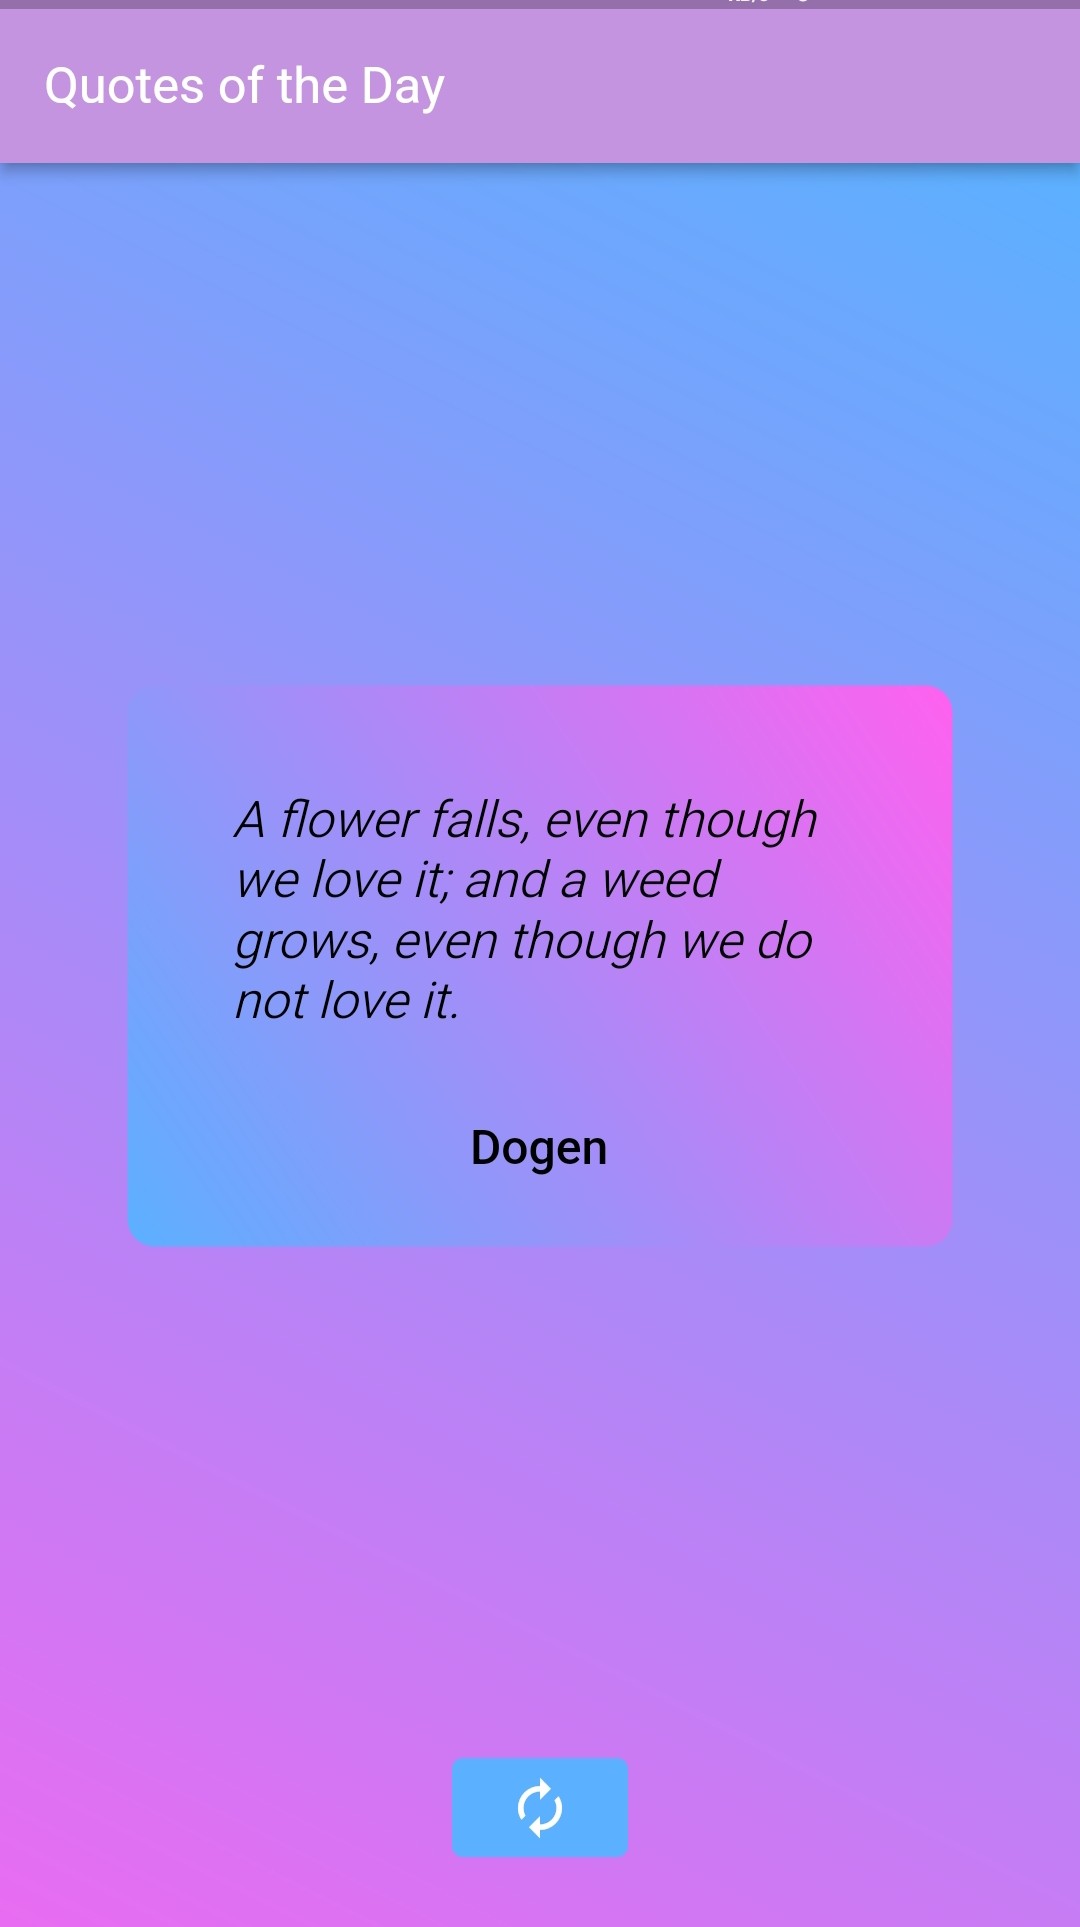 Quotes of the Day
A flower falls, even though
we love it; and a weed
grows, even though we do
not love it.
Dogen